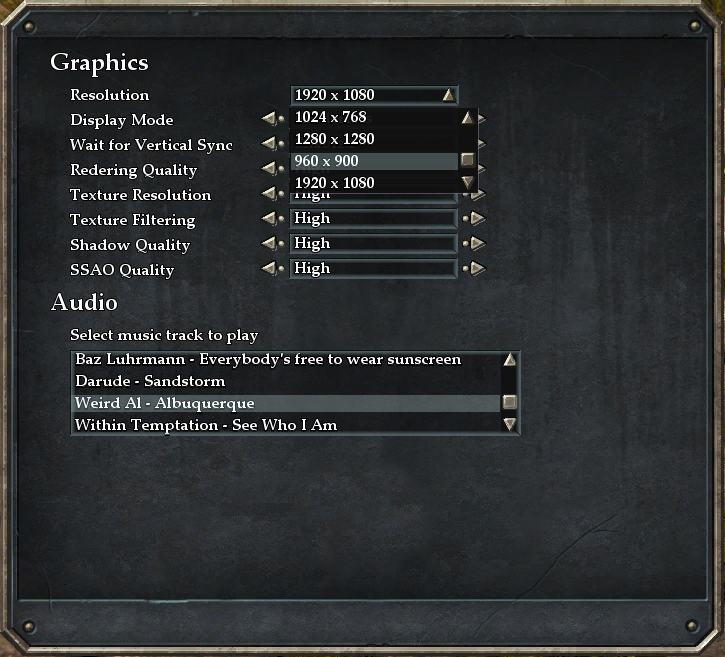 Graphics
Resolution 1920 x 1080
Display Mode 1024 x 768
Wait for Vertical Sync 1280 x 1280
Redering Quality 960 x 900
1920 x 1080
Texture Resolution High
Texture Filtering High
Shadow Quality High
SSAO Quality High
Audio
Select music track to play
Baz Luhrmann - Everybody's free to wear sunscreen
Darude - Sandstorm
Weird Al - Albuquerque
Within Temptation - See Who I Am